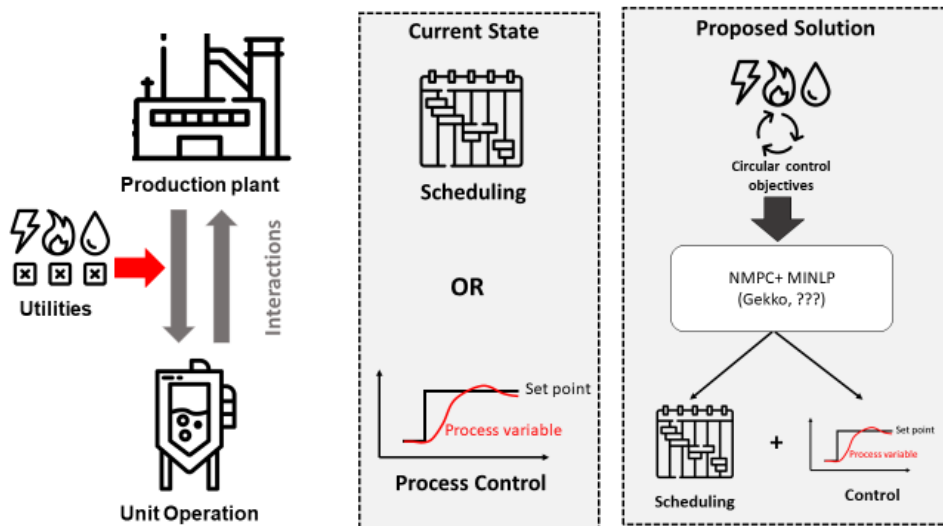 Production plant
Utilities
Interactions
Unit Operation
Current State
Scheduling
OR
Set point
Process variable
Process Control
Proposed Solution
Circular control
objectives
NMPC+ MINLP
(Gekko, ???)
Scheduling
+
Set point
Process variable
Control